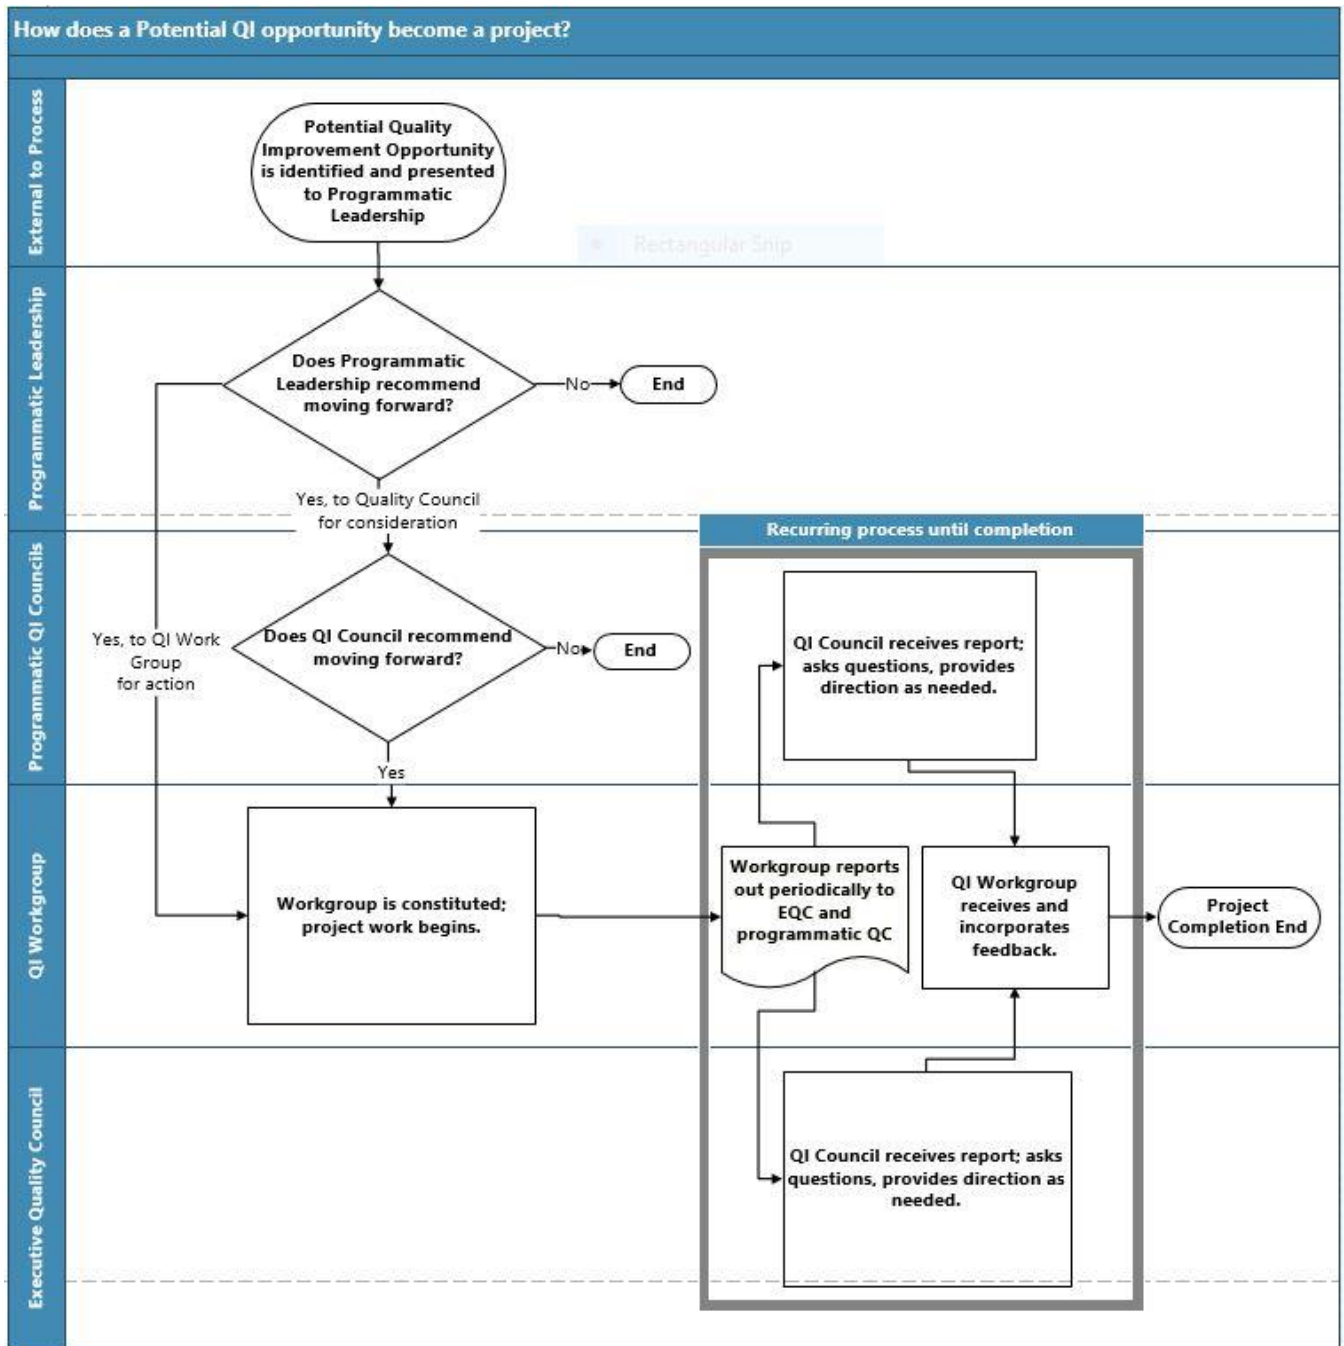 How does a Potential QI opportunity become a project?
External to Process
Potential Quality
Improvement Opportunity
is identified and presented
to Programmatic
Leadership
Rectangular Snip
Programmatic Leadership
Does Programmatic
Leadership recommend
moving forward?
No
End
Yes, to Quality Council
for consideration
Programmatic QI Councils
Yes, to QI Work
Group
for action
Does QI Council recommend
moving forward?
No
End
Yes
Recurring process until completion
QI Council receives report;
asks questions, provides
direction as needed.
QI Workgroup
Workgroup is constituted;
project work begins.
Workgroup reports
out periodically to
EQC and
programmatic QC
QI Workgroup
receives and
incorporates
feedback.
Project
Completion End
Executive Quality Council
QI Council receives report; asks
questions, provides direction as
needed.